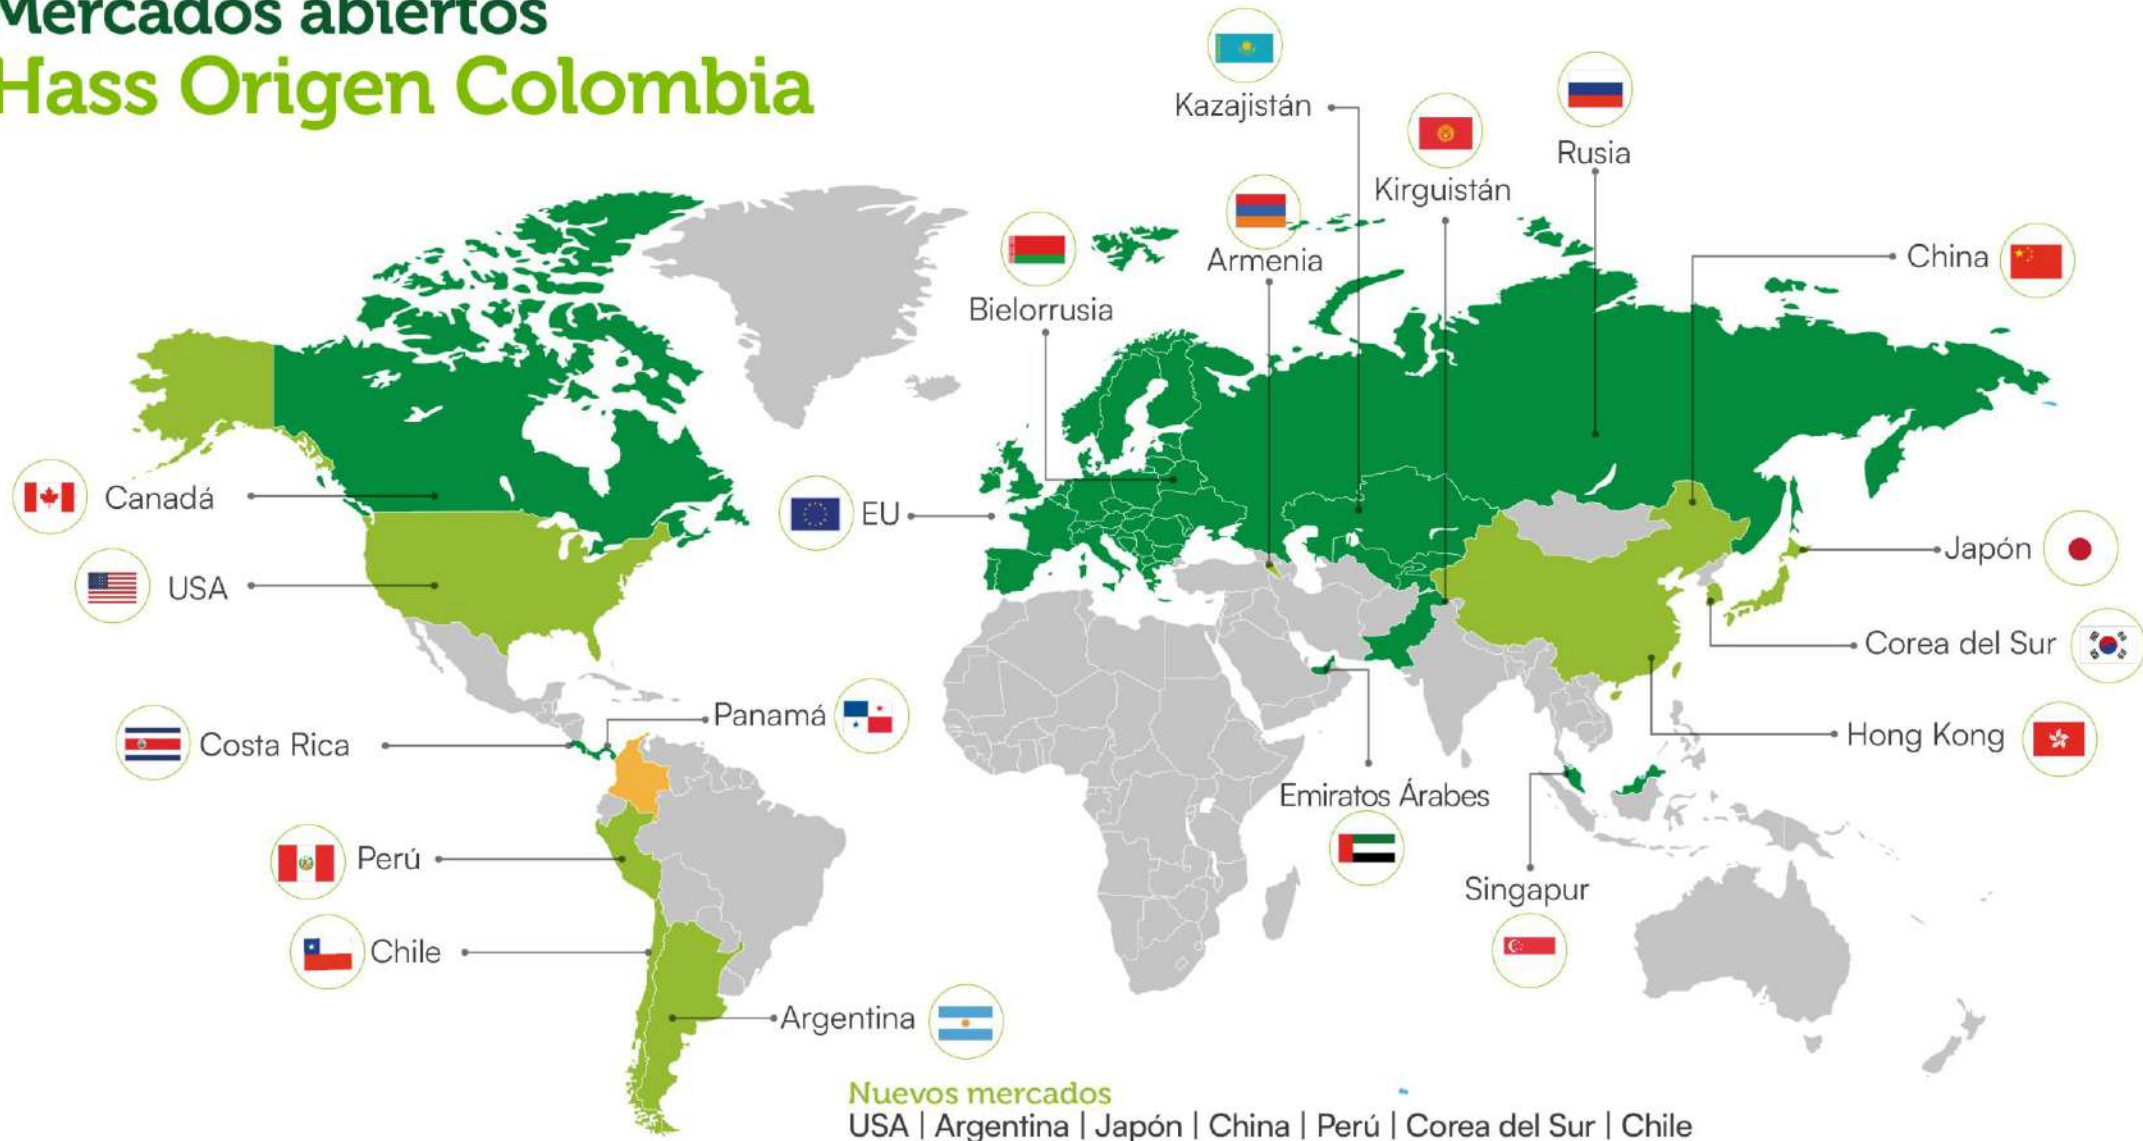 Mercados abiertos
Hass Origen Colombia
Kazajistán
Rusia
Kirguistán
Armenia
China
Bielorrusia
Canadá
EU
Japón
USA
Corea del Sur
Panamá
Costa Rica
Hong Kong
Emiratos Árabes
Perú
Singapur
Chile
Argentina
Nuevos mercados
USA | Argentina | Japón | China | Perú | Corea del Sur | Chile